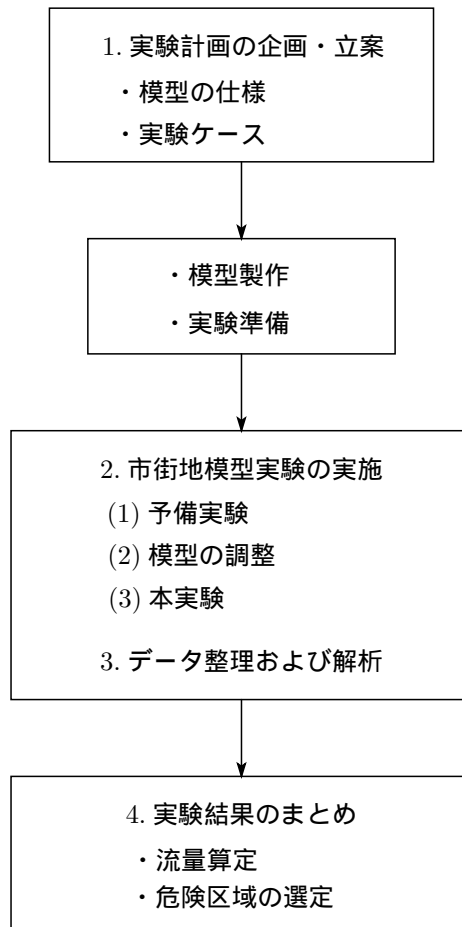 1. 実験計画の企画・立案
・模型の仕様
・実験ケース
・模型製作
・実験準備
2. 市街地模型実験の実施
(1) 予備実験
(2) 模型の調整
(3) 本実験
3. データ整理および解析
4. 実験結果のまとめ
・流量算定
・危険区域の選定